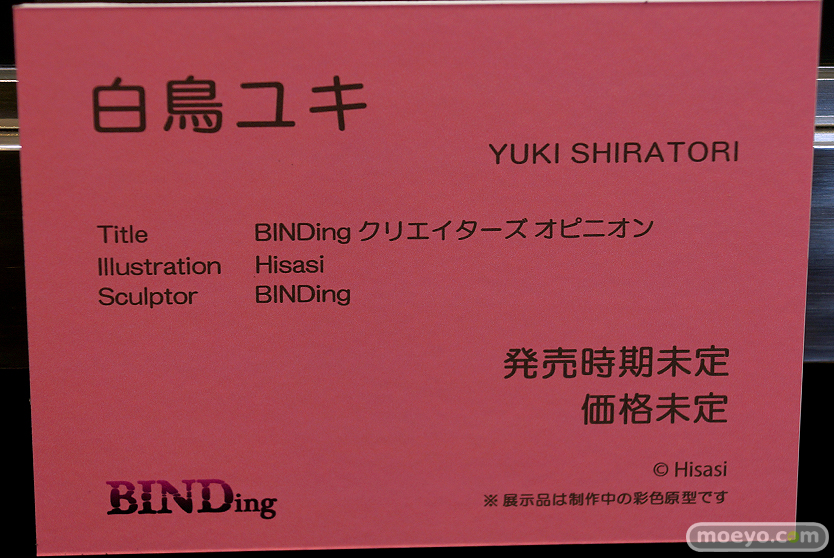 白鳥ユキ
YUKI SHIRATORI
Title BINDing クリエイターズ オピニオン
Illustration Hisasi
Sculptor BINDing
発売時期未定
価格未定
© Hisasi
BINDing
※ 展示品は制作中の彩色原型です
moeyo.com